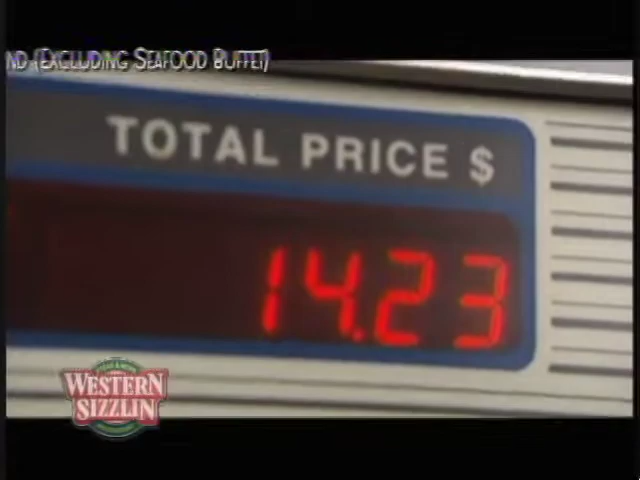 ND (EXCLUDING SEAFOOD BUFFET)
TOTAL PRICE $
14.23
WESTERN
SIZZLIN